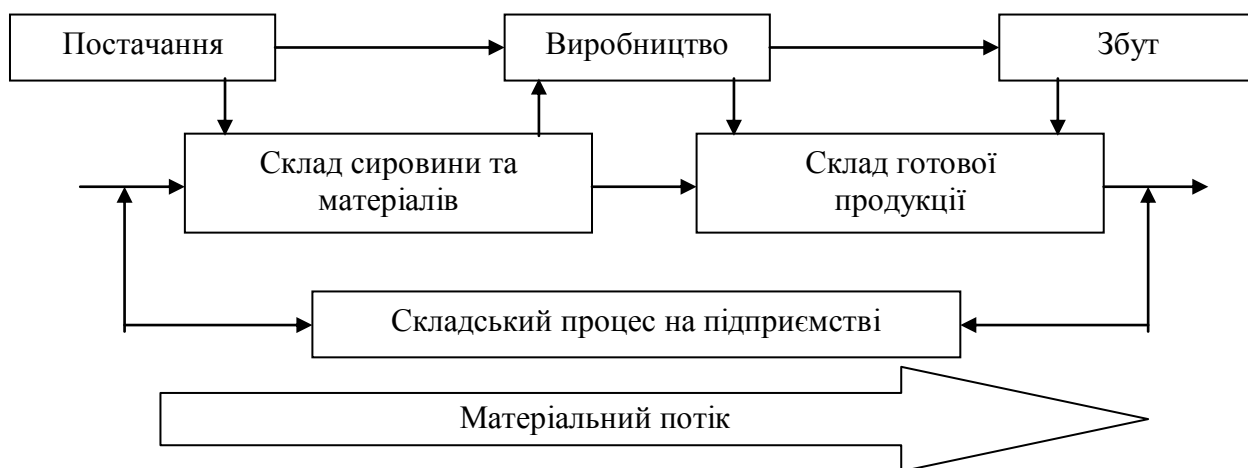 Постачання
Виробництво
Збут
Склад сировини та
матеріалів
Склад готової
продукції
Складський процес на підприємстві
Матеріальний потік